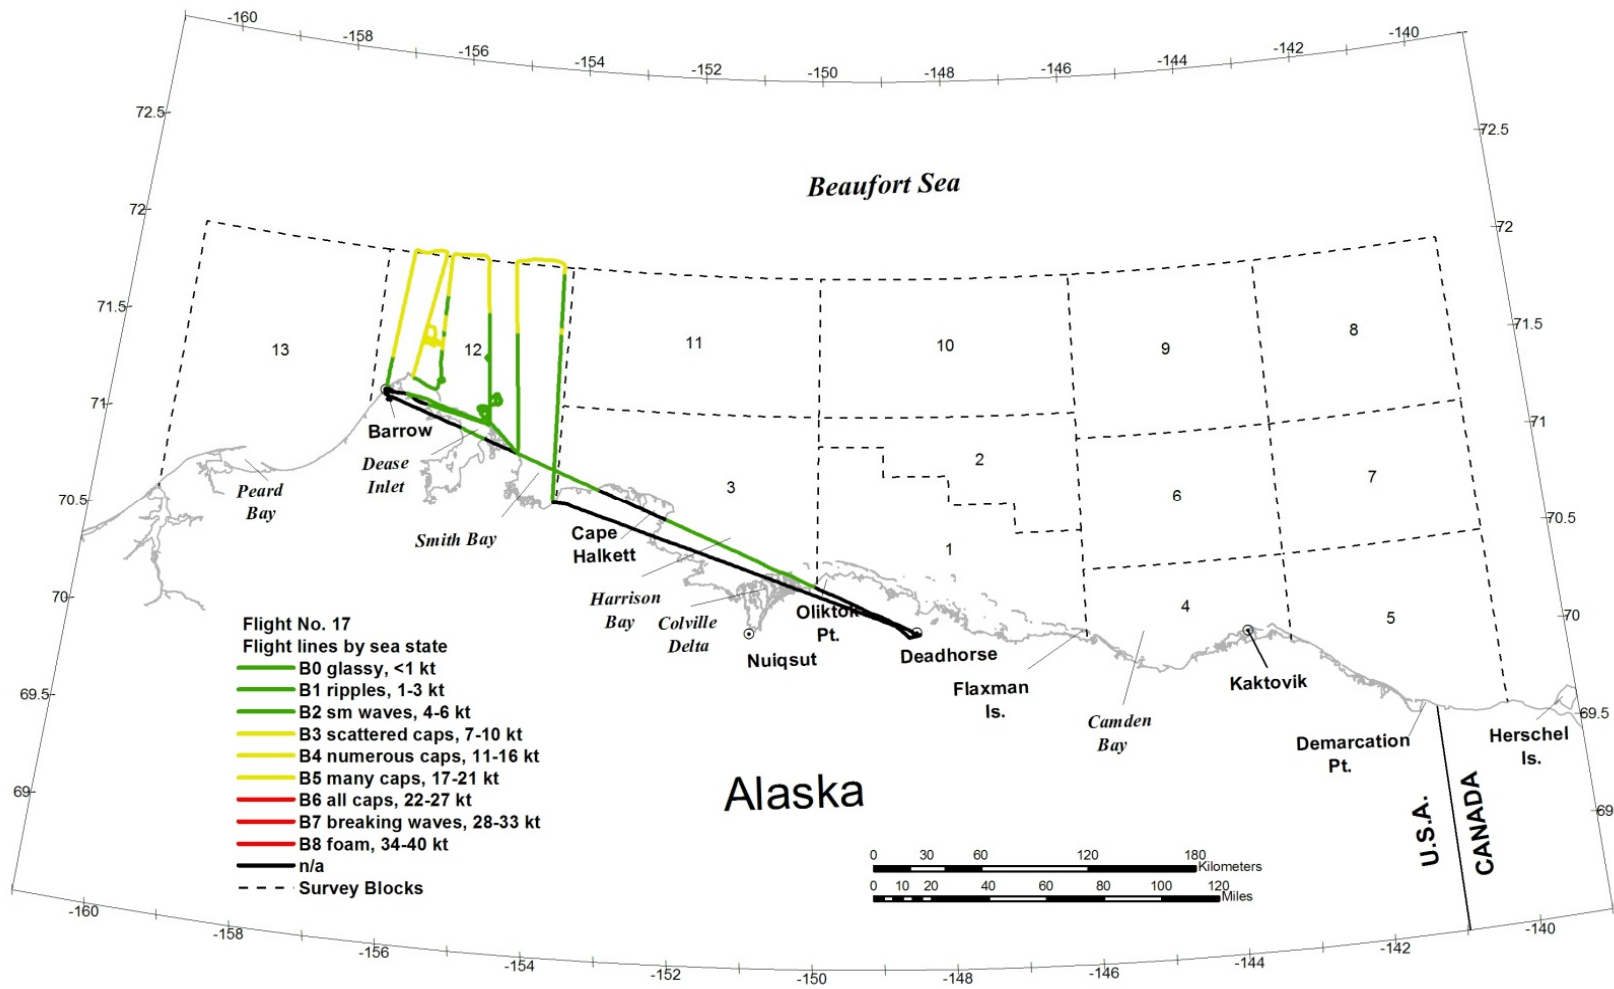 -160
-158
-156
-154
-152
-150
-148
-146
-144
-142
-140
72.5
72.5
Beaufort Sea
72
72
71.5
71.5
13
12
11
10
9
8
71
71
Barrow
Dease
Inlet
Peard
Bay
70.5
70.5
Smith Bay
Cape
Halkett
3
2
1
6
7
70
70
Harrison
Bay
Colville
Delta
Oliktok
Pt.
Nuiqsut
Deadhorse
4
5
Flaxman
Is.
Kaktovik
Camden
Bay
Demarcation
Pt.
Herschel
Is.
69.5
69.5
Flight No. 17
Flight lines by sea state
B0 glassy, <1 kt
B1 ripples, 1-3 kt
B2 sm waves, 4-6 kt
B3 scattered caps, 7-10 kt
B4 numerous caps, 11-16 kt
B5 many caps, 17-21 kt
B6 all caps, 22-27 kt
B7 breaking waves, 28-33 kt
B8 foam, 34-40 kt
n/a
Survey Blocks
69
69
Alaska
U.S.A.
CANADA
0 30 60 120 180
Kilometers
0 10 20 40 60 80 100 120
Miles
-160
-158
-156
-154
-152
-150
-148
-146
-144
-142
-140